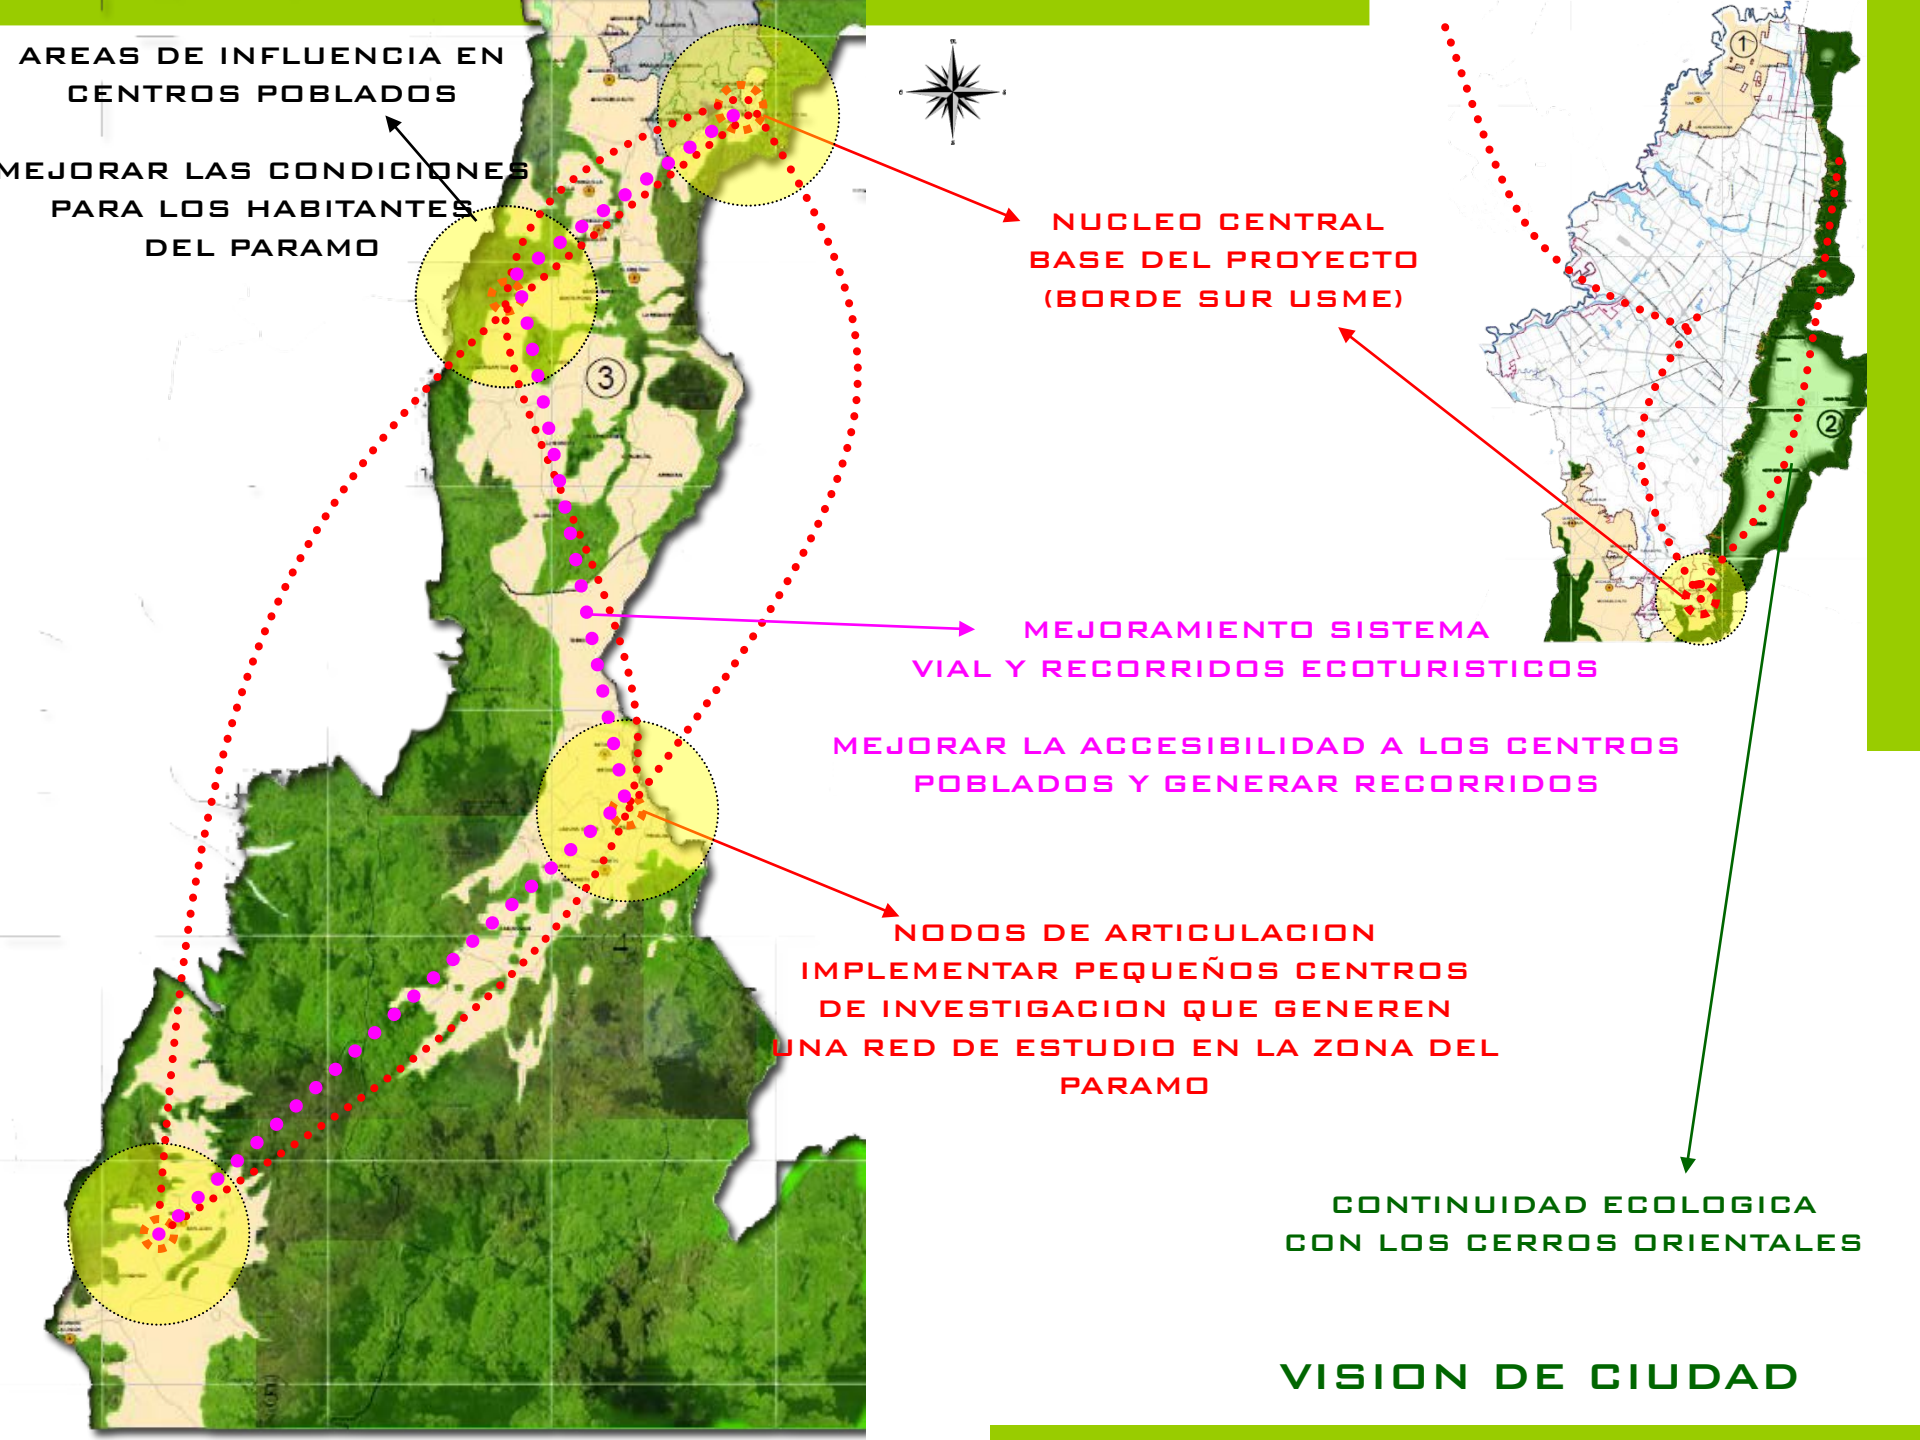 AREAS DE INFLUENCIA EN
CENTROS POBLADOS
MEJORAR LAS CONDICIONES
PARA LOS HABITANTES
DEL PARAMO
NUCLEO CENTRAL
BASE DEL PROYECTO
(BORDE SUR USME)
1
2
3
MEJORAMIENTO SISTEMA
VIAL Y RECORRIDOS ECOTURISTICOS
MEJORAR LA ACCESIBILIDAD A LOS CENTROS
POBLADOS Y GENERAR RECORRIDOS
NODOS DE ARTICULACION
IMPLEMENTAR PEQUEÑOS CENTROS
DE INVESTIGACION QUE GENEREN
UNA RED DE ESTUDIO EN LA ZONA DEL
PARAMO
CONTINUIDAD ECOLOGICA
CON LOS CERROS ORIENTALES
VISION DE CIUDAD